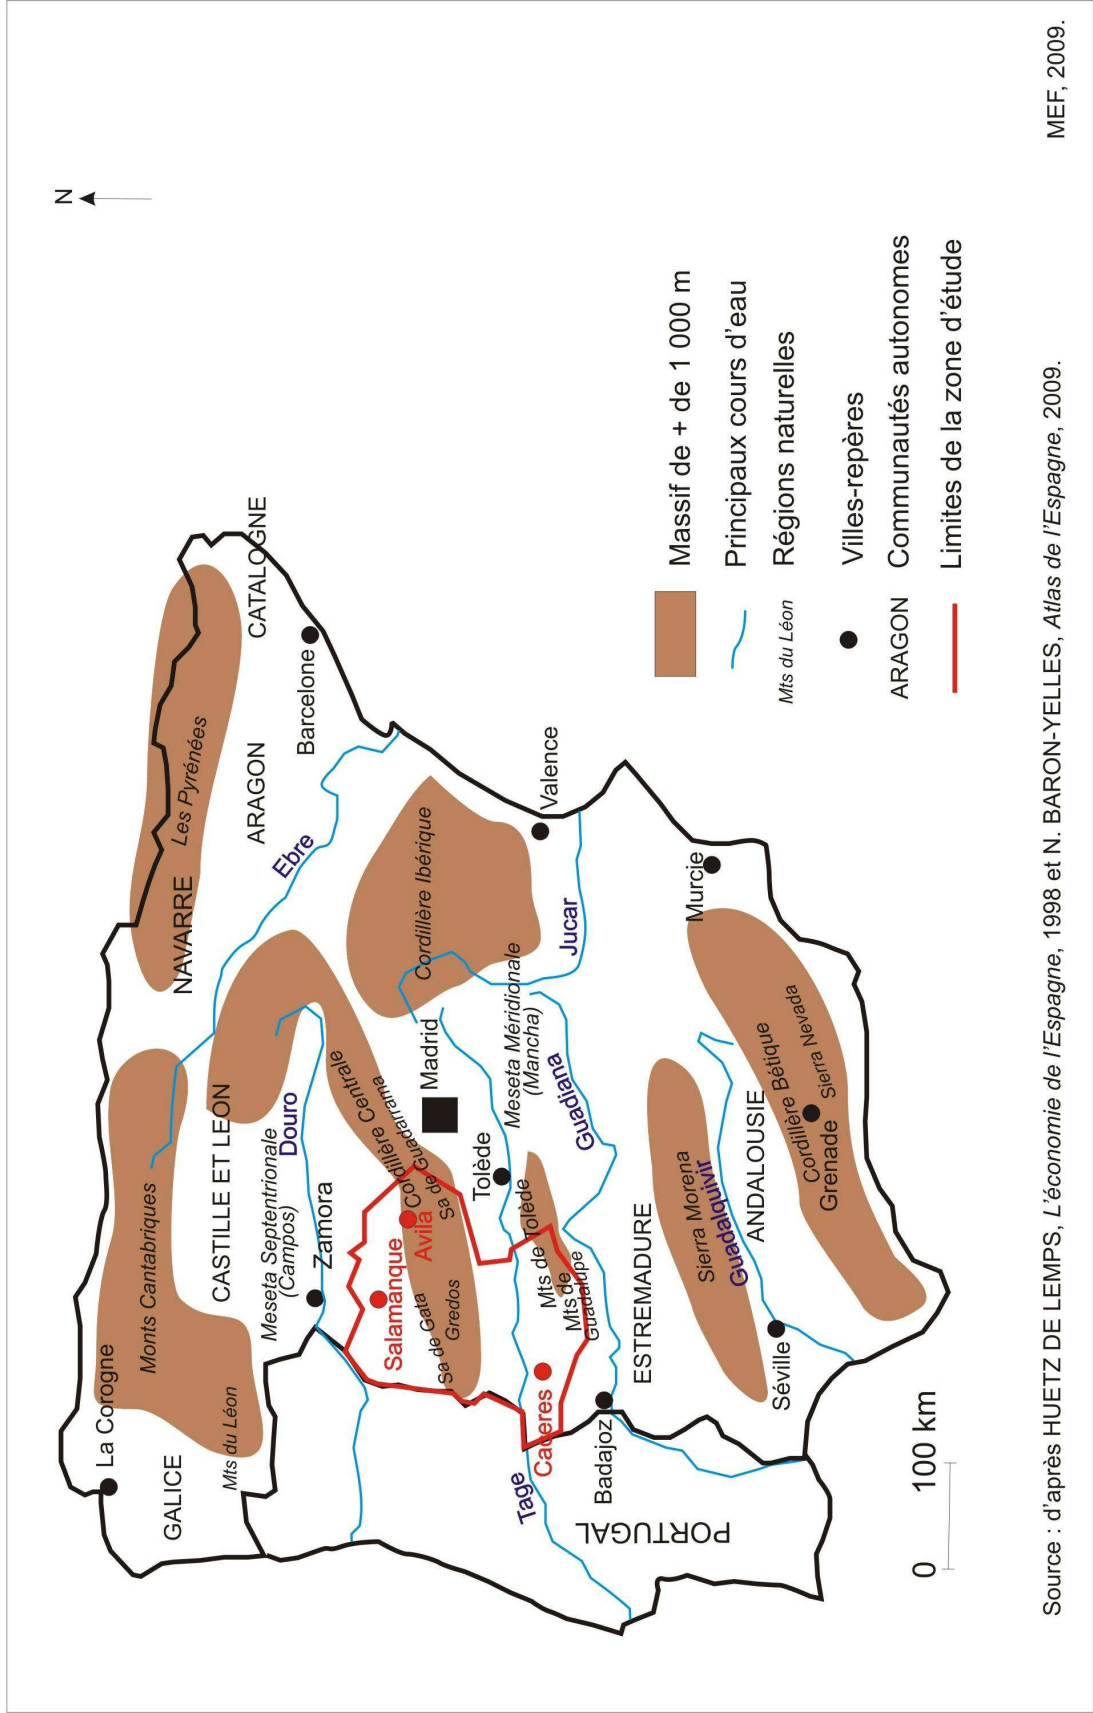 N
La Corogne
GALICE
Monts Cantabriques
Mts du Léon
NAVARRE
Les Pyrénées
ARAGON
CATALOGNE
Barcelone
Ebre
CASTILLE ET LEON
Meseta Septentrionale
(Campos)
Douro
Zamora
Cordillère Ibérique
Cordillère Centrale
Sa de Guadarrama
Salamanque
Avila
Sa de Gata
Gredos
Madrid
Tolède
Meseta Méridionale
(Mancha)
Valence
Jucar
Guadiana
Mts de Tolède
Mts de
Guadalupe
Caceres
Tage
Badajoz
PORTUGAL
ESTREMADURE
Sierra Morena
Guadalquivir
ANDALOUSIE
Séville
Cordillère Bétique
Sierra Nevada
Grenade
Murcie
0 100 km
Massif de + de 1 000 m
Principaux cours d'eau
Mts du Léon Régions naturelles
Villes-repères
ARAGON Communautés autonomes
Limites de la zone d'étude
Source : d'après HUETZ DE LEMPS, L'économie de l'Espagne, 1998 et N. BARON-YELLES, Atlas de l'Espagne, 2009.
MEF, 2009.